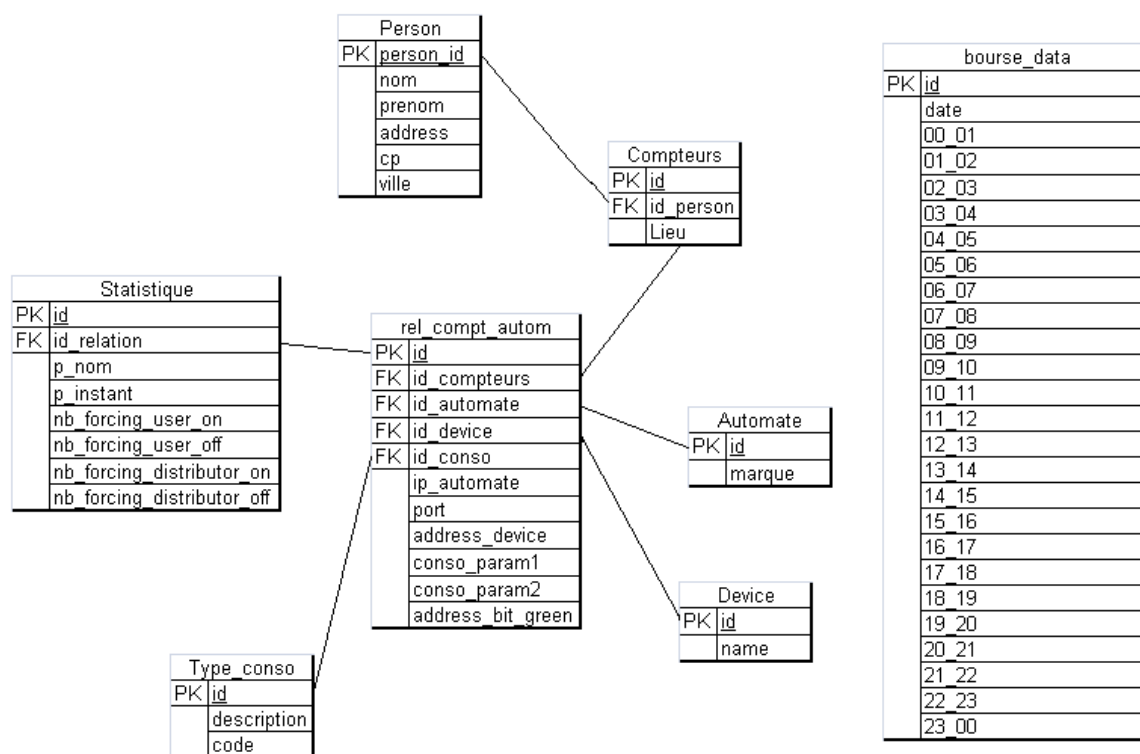 Person
PK person_id
nom
prenom
address
cp
ville
bourse_data
PK id
date
00_01
01_02
02_03
03_04
04_05
05_06
06_07
07_08
08_09
09_10
10_11
11_12
12_13
13_14
14_15
15_16
16_17
17_18
18_19
19_20
20_21
21_22
22_23
23_00
Compteurs
PK id
FK id_person
Lieu
Statistique
PK id
FK id_relation
p_nom
p_instant
nb_forcing_user_on
nb_forcing_user_off
nb_forcing_distributor_on
nb_forcing_distributor_off
rel_compt_autom
PK id
FK id_compteurs
FK id_automate
FK id_device
FK id_conso
ip_automate
port
address_device
conso_param1
conso_param2
address_bit_green
Automate
PK id
marque
Device
PK id
name
Type_conso
PK id
description
code